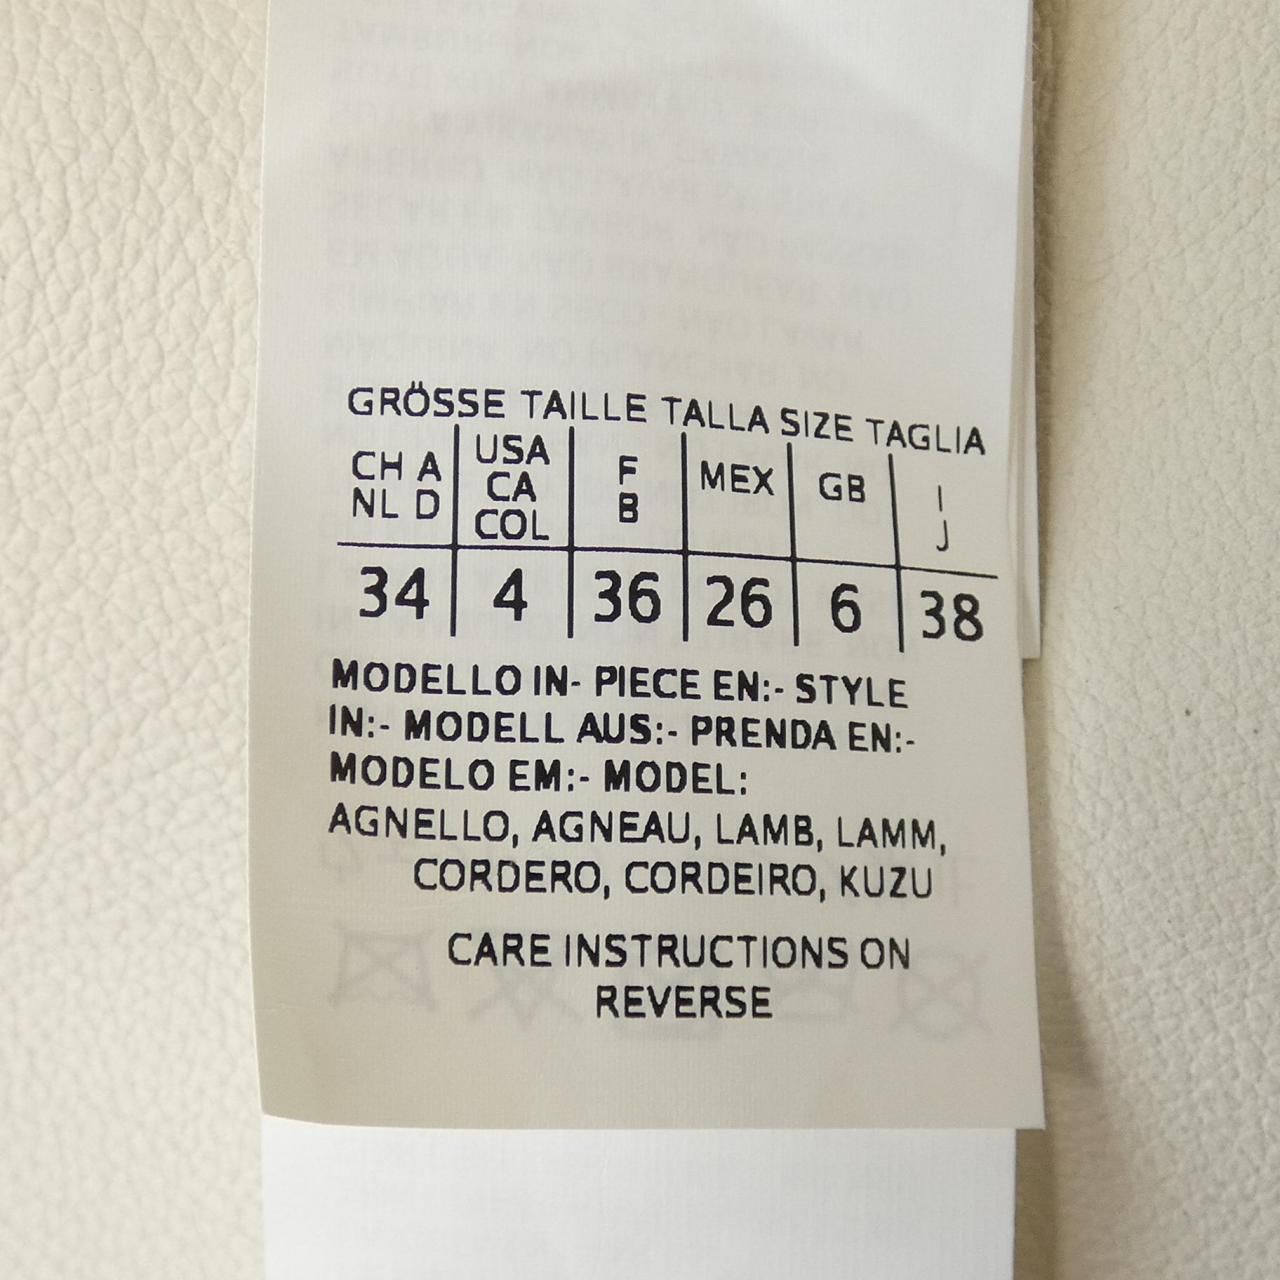 GRÖSSE TAILLE TALLA SIZE TAGLIA
CH A NL D | USA CA COL | F B | MEX | GB | I J
34 | 4 | 36 | 26 | 6 | 38
MODELLO IN- PIECE EN:- STYLE
IN:- MODELL AUS:- PRENDA EN:-
MODELO EM:- MODEL:
AGNELLO, AGNEAU, LAMB, LAMM,
CORDERO, CORDEIRO, KUZU
CARE INSTRUCTIONS ON
REVERSE